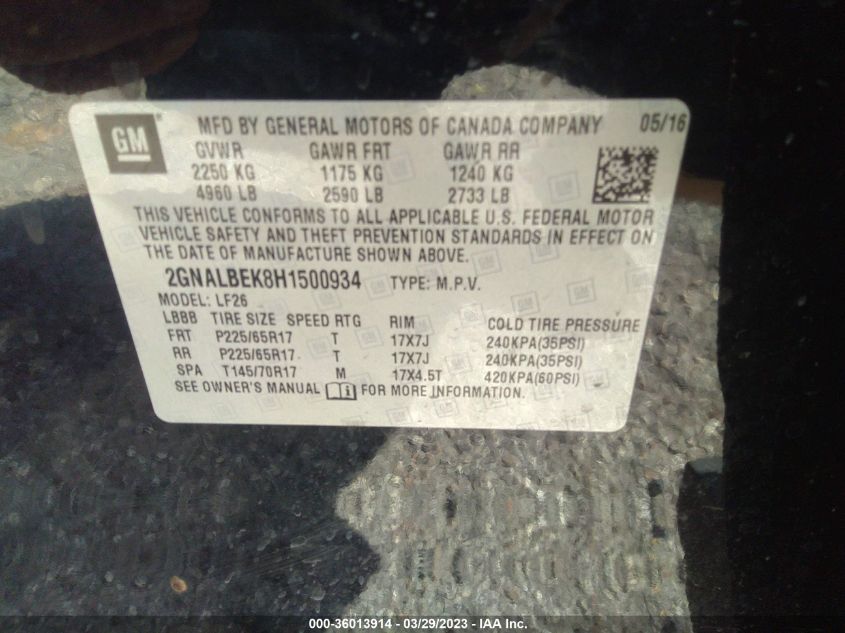 GM
MFD BY GENERAL MOTORS OF CANADA COMPANY 05/16
GVWR GAWR FRT GAWR RR
2250 KG 1175 KG 1240 KG
4960 LB 2590 LB 2733 LB
THIS VEHICLE CONFORMS TO ALL APPLICABLE U.S. FEDERAL MOTOR
VEHICLE SAFETY AND THEFT PREVENTION STANDARDS IN EFFECT ON
THE DATE OF MANUFACTURE SHOWN ABOVE.
2GNALBEK8H1500934 TYPE: M.P.V.
MODEL: LF26
LBBB TIRE SIZE SPEED RTG RIM COLD TIRE PRESSURE
FRT P225/65R17 T 17X7J 240KPA(35PSI)
RR P225/65R17 T 17X7J 240KPA(35PSI)
SPA T145/70R17 M 17X4.5T 420KPA(60PSI)
SEE OWNER'S MANUAL FOR MORE INFORMATION.
000-36013914 - 03/29/2023 - IAA Inc.